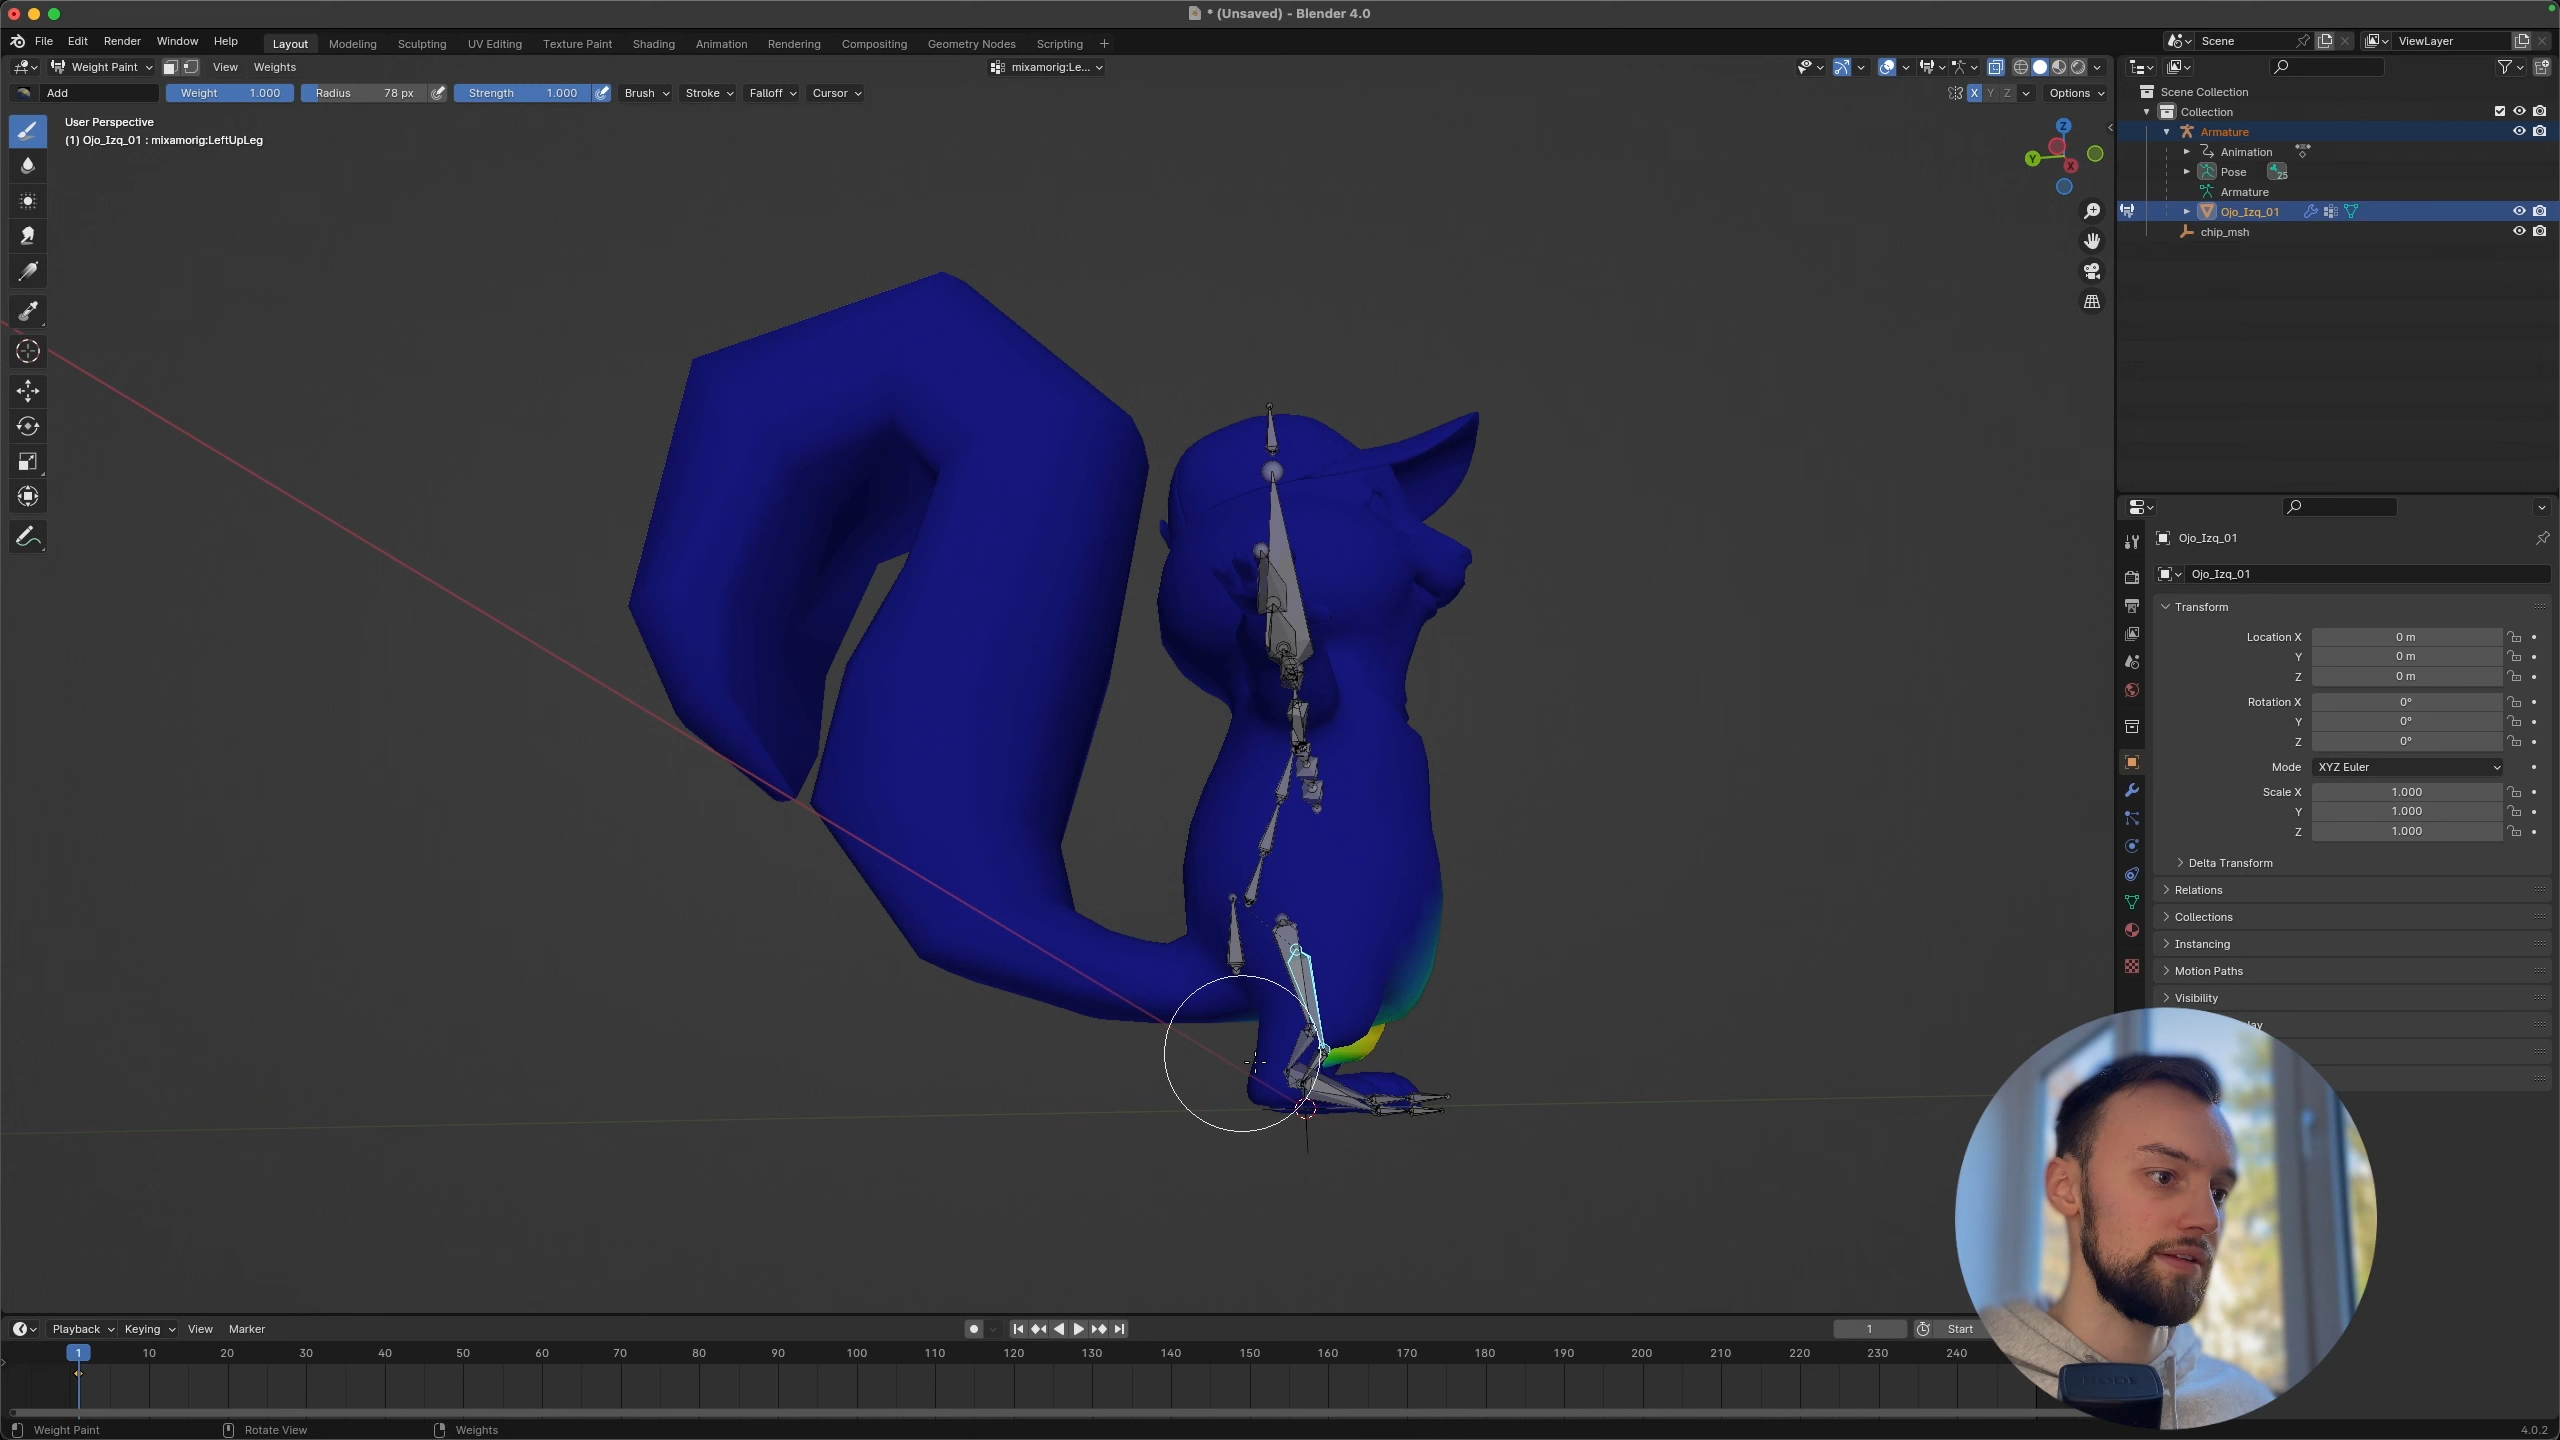 * (Unsaved) - Blender 4.0
File Edit Render Window Help Layout Modeling Sculpting UV Editing Texture Paint Shading Animation Rendering Compositing Geometry Nodes Scripting + Scene ViewLayer
Weight Paint View Weights mixamorig:Le...
Add Weight 1.000 Radius 78 px Strength 1.000 Brush Stroke Falloff Cursor X Y Z Options
User Perspective
(1) Ojo_Izq_01 : mixamorig:LeftUpLeg
Z
Y
X
Scene Collection
Collection
Armature
Animation
Pose 25
Armature
Ojo_Izq_01
chip_msh
Ojo_Izq_01
Ojo_Izq_01
Transform
Location X 0 m
Y 0 m
Z 0 m
Rotation X 0°
Y 0°
Z 0°
Mode XYZ Euler
Scale X 1.000
Y 1.000
Z 1.000
Delta Transform
Relations
Collections
Instancing
Motion Paths
Visibility
lay
Playback Keying View Marker 1 Start
1 10 20 30 40 50 60 70 80 90 100 110 120 130 140 150 160 170 180 190 200 210 220 230 240
Weight Paint Rotate View Weights 4.0.2